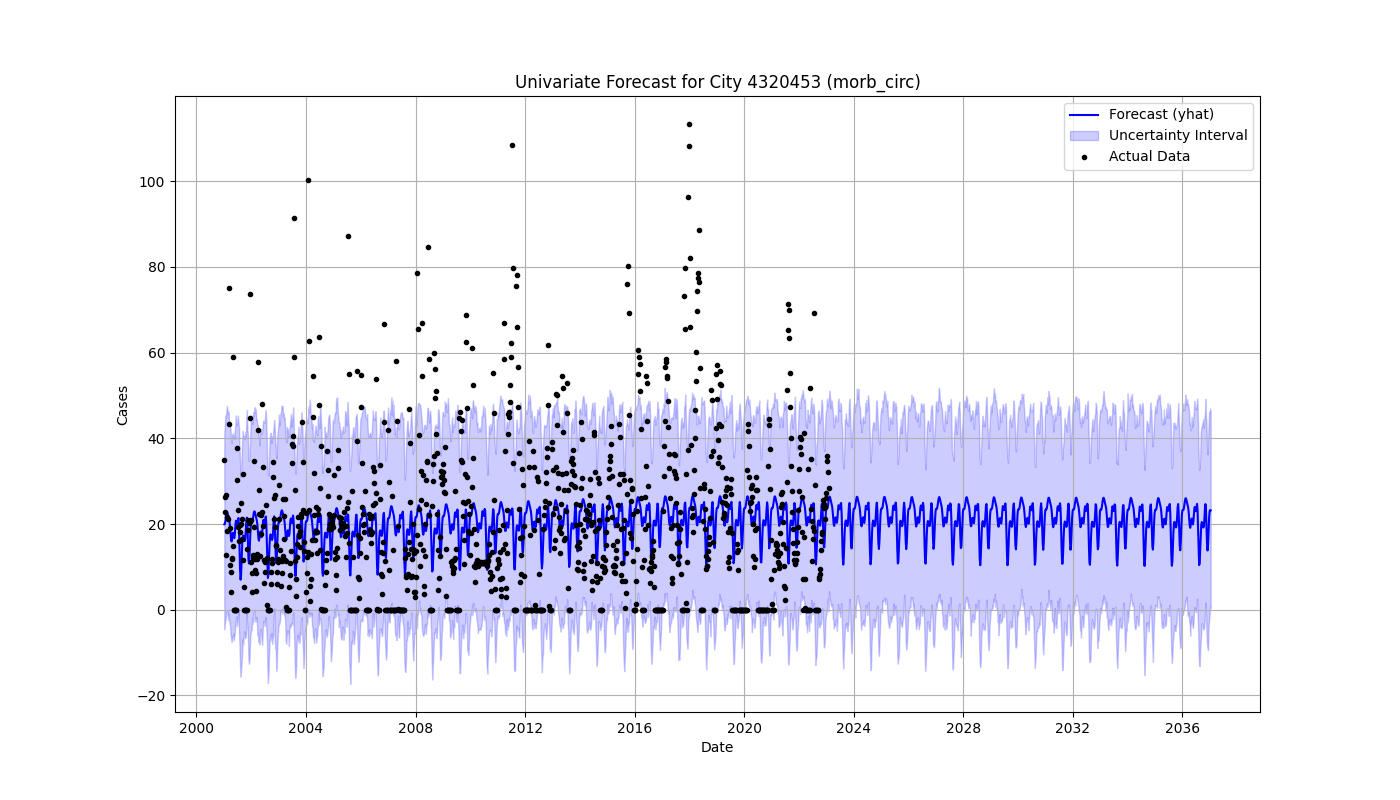 Univariate Forecast for City 4320453 (morb_circ)
Forecast (yhat)
Uncertainty Interval
Actual Data
Cases
100
80
60
40
20
0
−20
2000 2004 2008 2012 2016 2020 2024 2028 2032 2036
Date